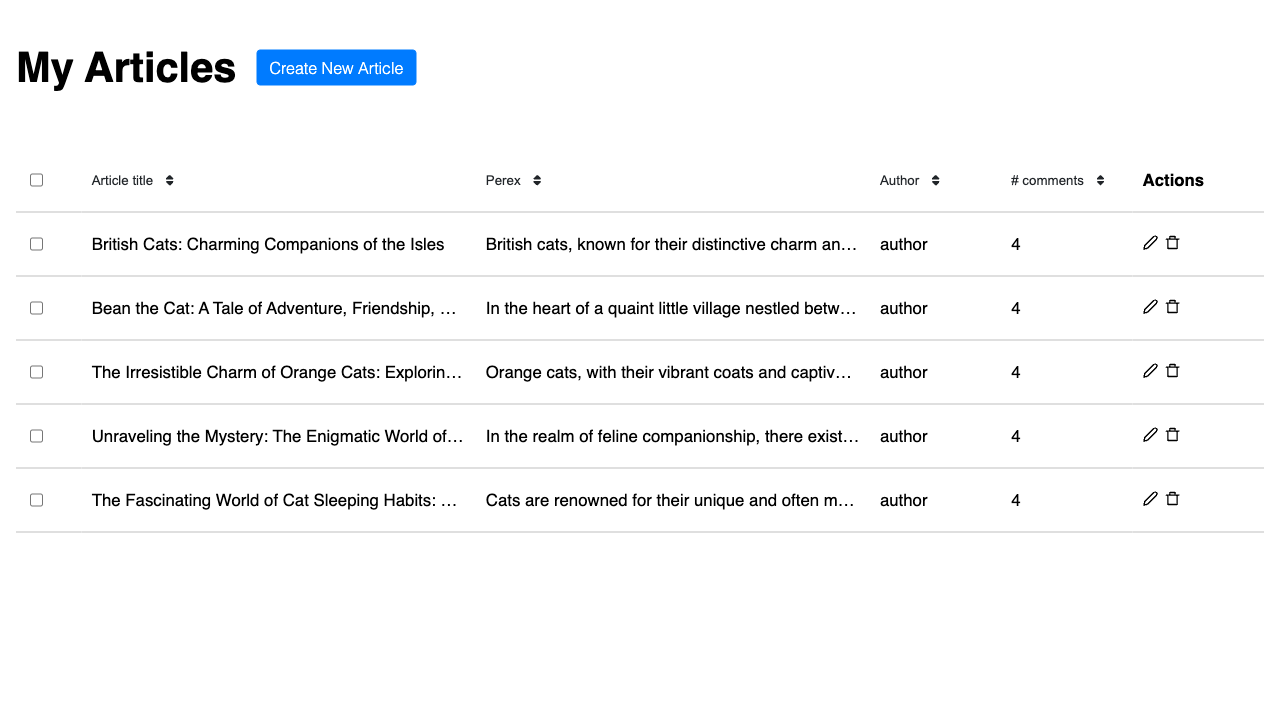 My Articles Create New Article
Article title Perex Author # comments Actions
British Cats: Charming Companions of the Isles British cats, known for their distinctive charm an… author 4
Bean the Cat: A Tale of Adventure, Friendship, … In the heart of a quaint little village nestled betw… author 4
The Irresistible Charm of Orange Cats: Explorin… Orange cats, with their vibrant coats and captiv… author 4
Unraveling the Mystery: The Enigmatic World of… In the realm of feline companionship, there exist… author 4
The Fascinating World of Cat Sleeping Habits: … Cats are renowned for their unique and often m… author 4